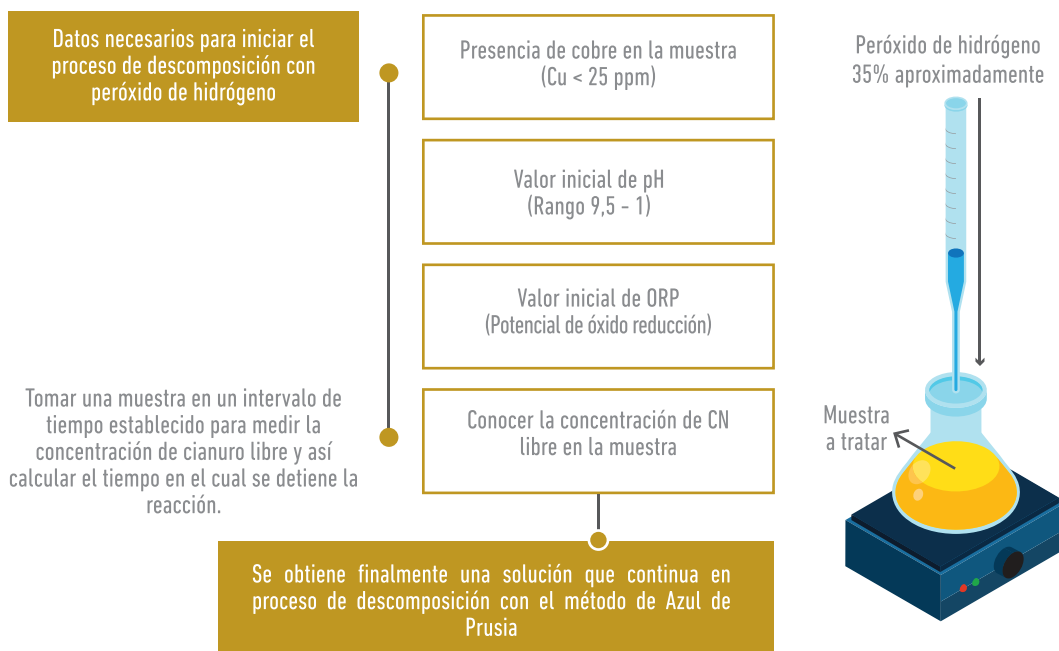 Datos necesarios para iniciar el
proceso de descomposición con
peróxido de hidrógeno
Presencia de cobre en la muestra
(Cu < 25 ppm)
Valor inicial de pH
(Rango 9,5 - 1)
Valor inicial de ORP
(Potencial de óxido reducción)
Tomar una muestra en un intervalo de
tiempo establecido para medir la
concentración de cianuro libre y así
calcular el tiempo en el cual se detiene la
reacción.
Conocer la concentración de CN
libre en la muestra
Se obtiene finalmente una solución que continua en
proceso de descomposición con el método de Azul de
Prusia
Peróxido de hidrógeno
35% aproximadamente
Muestra
a tratar